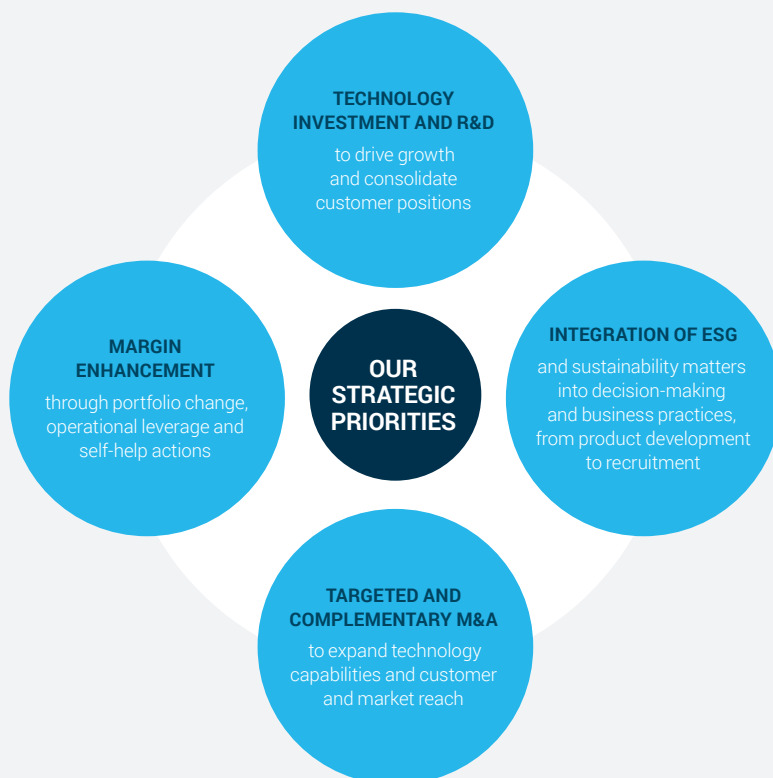 TECHNOLOGY
INVESTMENT AND R&D
to drive growth
and consolidate
customer positions
MARGIN
ENHANCEMENT
through portfolio change,
operational leverage and
self-help actions
OUR
STRATEGIC
PRIORITIES
INTEGRATION OF ESG
and sustainability matters
into decision-making
and business practices,
from product development
to recruitment
TARGETED AND
COMPLEMENTARY M&A
to expand technology
capabilities and customer
and market reach